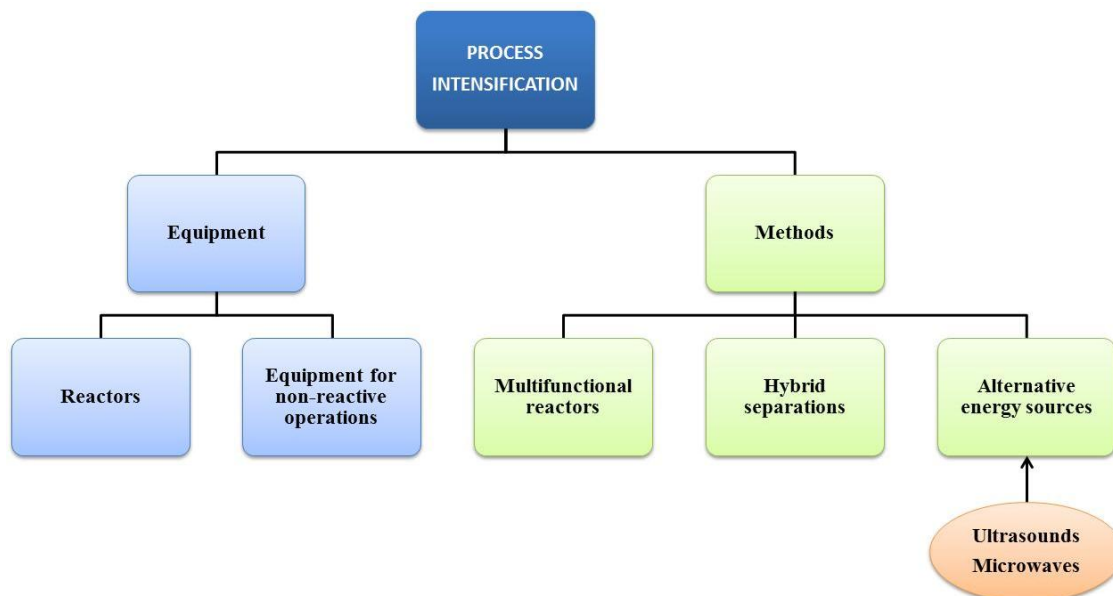 PROCESS
INTENSIFICATION
Equipment
Methods
Reactors
Equipment for
non-reactive
operations
Multifunctional
reactors
Hybrid
separations
Alternative
energy sources
Ultrasounds
Microwaves